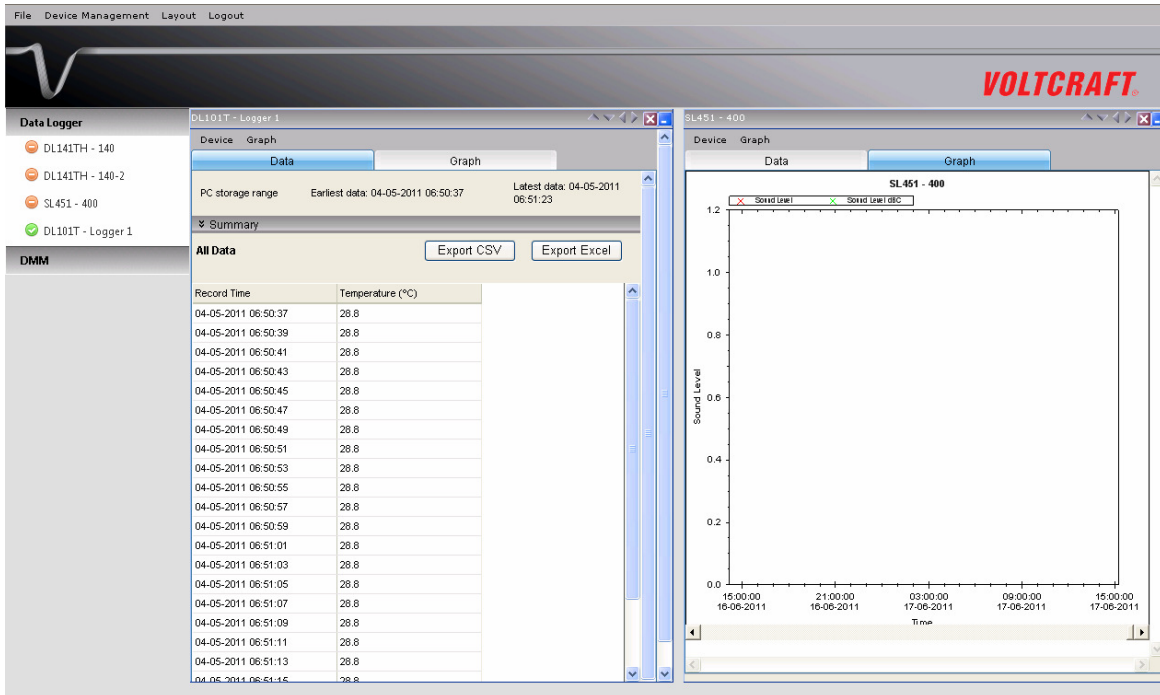 File Device Management Layout Logout
VOLTCRAFT®
Data Logger
DL141TH - 140
DL141TH - 140-2
SL451 - 400
DL101T - Logger 1
DMM
DL101T - Logger 1
Device Graph
Data Graph
PC storage range Earliest data: 04-05-2011 06:50:37 Latest data: 04-05-2011
06:51:23
Summary
All Data Export CSV Export Excel
Record Time Temperature (°C)
04-05-2011 06:50:37 28.8
04-05-2011 06:50:39 28.8
04-05-2011 06:50:41 28.8
04-05-2011 06:50:43 28.8
04-05-2011 06:50:45 28.8
04-05-2011 06:50:47 28.8
04-05-2011 06:50:49 28.8
04-05-2011 06:50:51 28.8
04-05-2011 06:50:53 28.8
04-05-2011 06:50:55 28.8
04-05-2011 06:50:57 28.8
04-05-2011 06:50:59 28.8
04-05-2011 06:51:01 28.8
04-05-2011 06:51:03 28.8
04-05-2011 06:51:05 28.8
04-05-2011 06:51:07 28.8
04-05-2011 06:51:09 28.8
04-05-2011 06:51:11 28.8
04-05-2011 06:51:13 28.8
04-05-2011 06:51:15 28.8
SL451 - 400
Device Graph
Data Graph
SL451 - 400
Sound Level Sound Level dBC
1.2
1.0
0.8
0.6
0.4
0.2
0.0
Sound Level
15:00:00 21:00:00 03:00:00 09:00:00 15:00:00
16-06-2011 16-06-2011 17-06-2011 17-06-2011 17-06-2011
Time